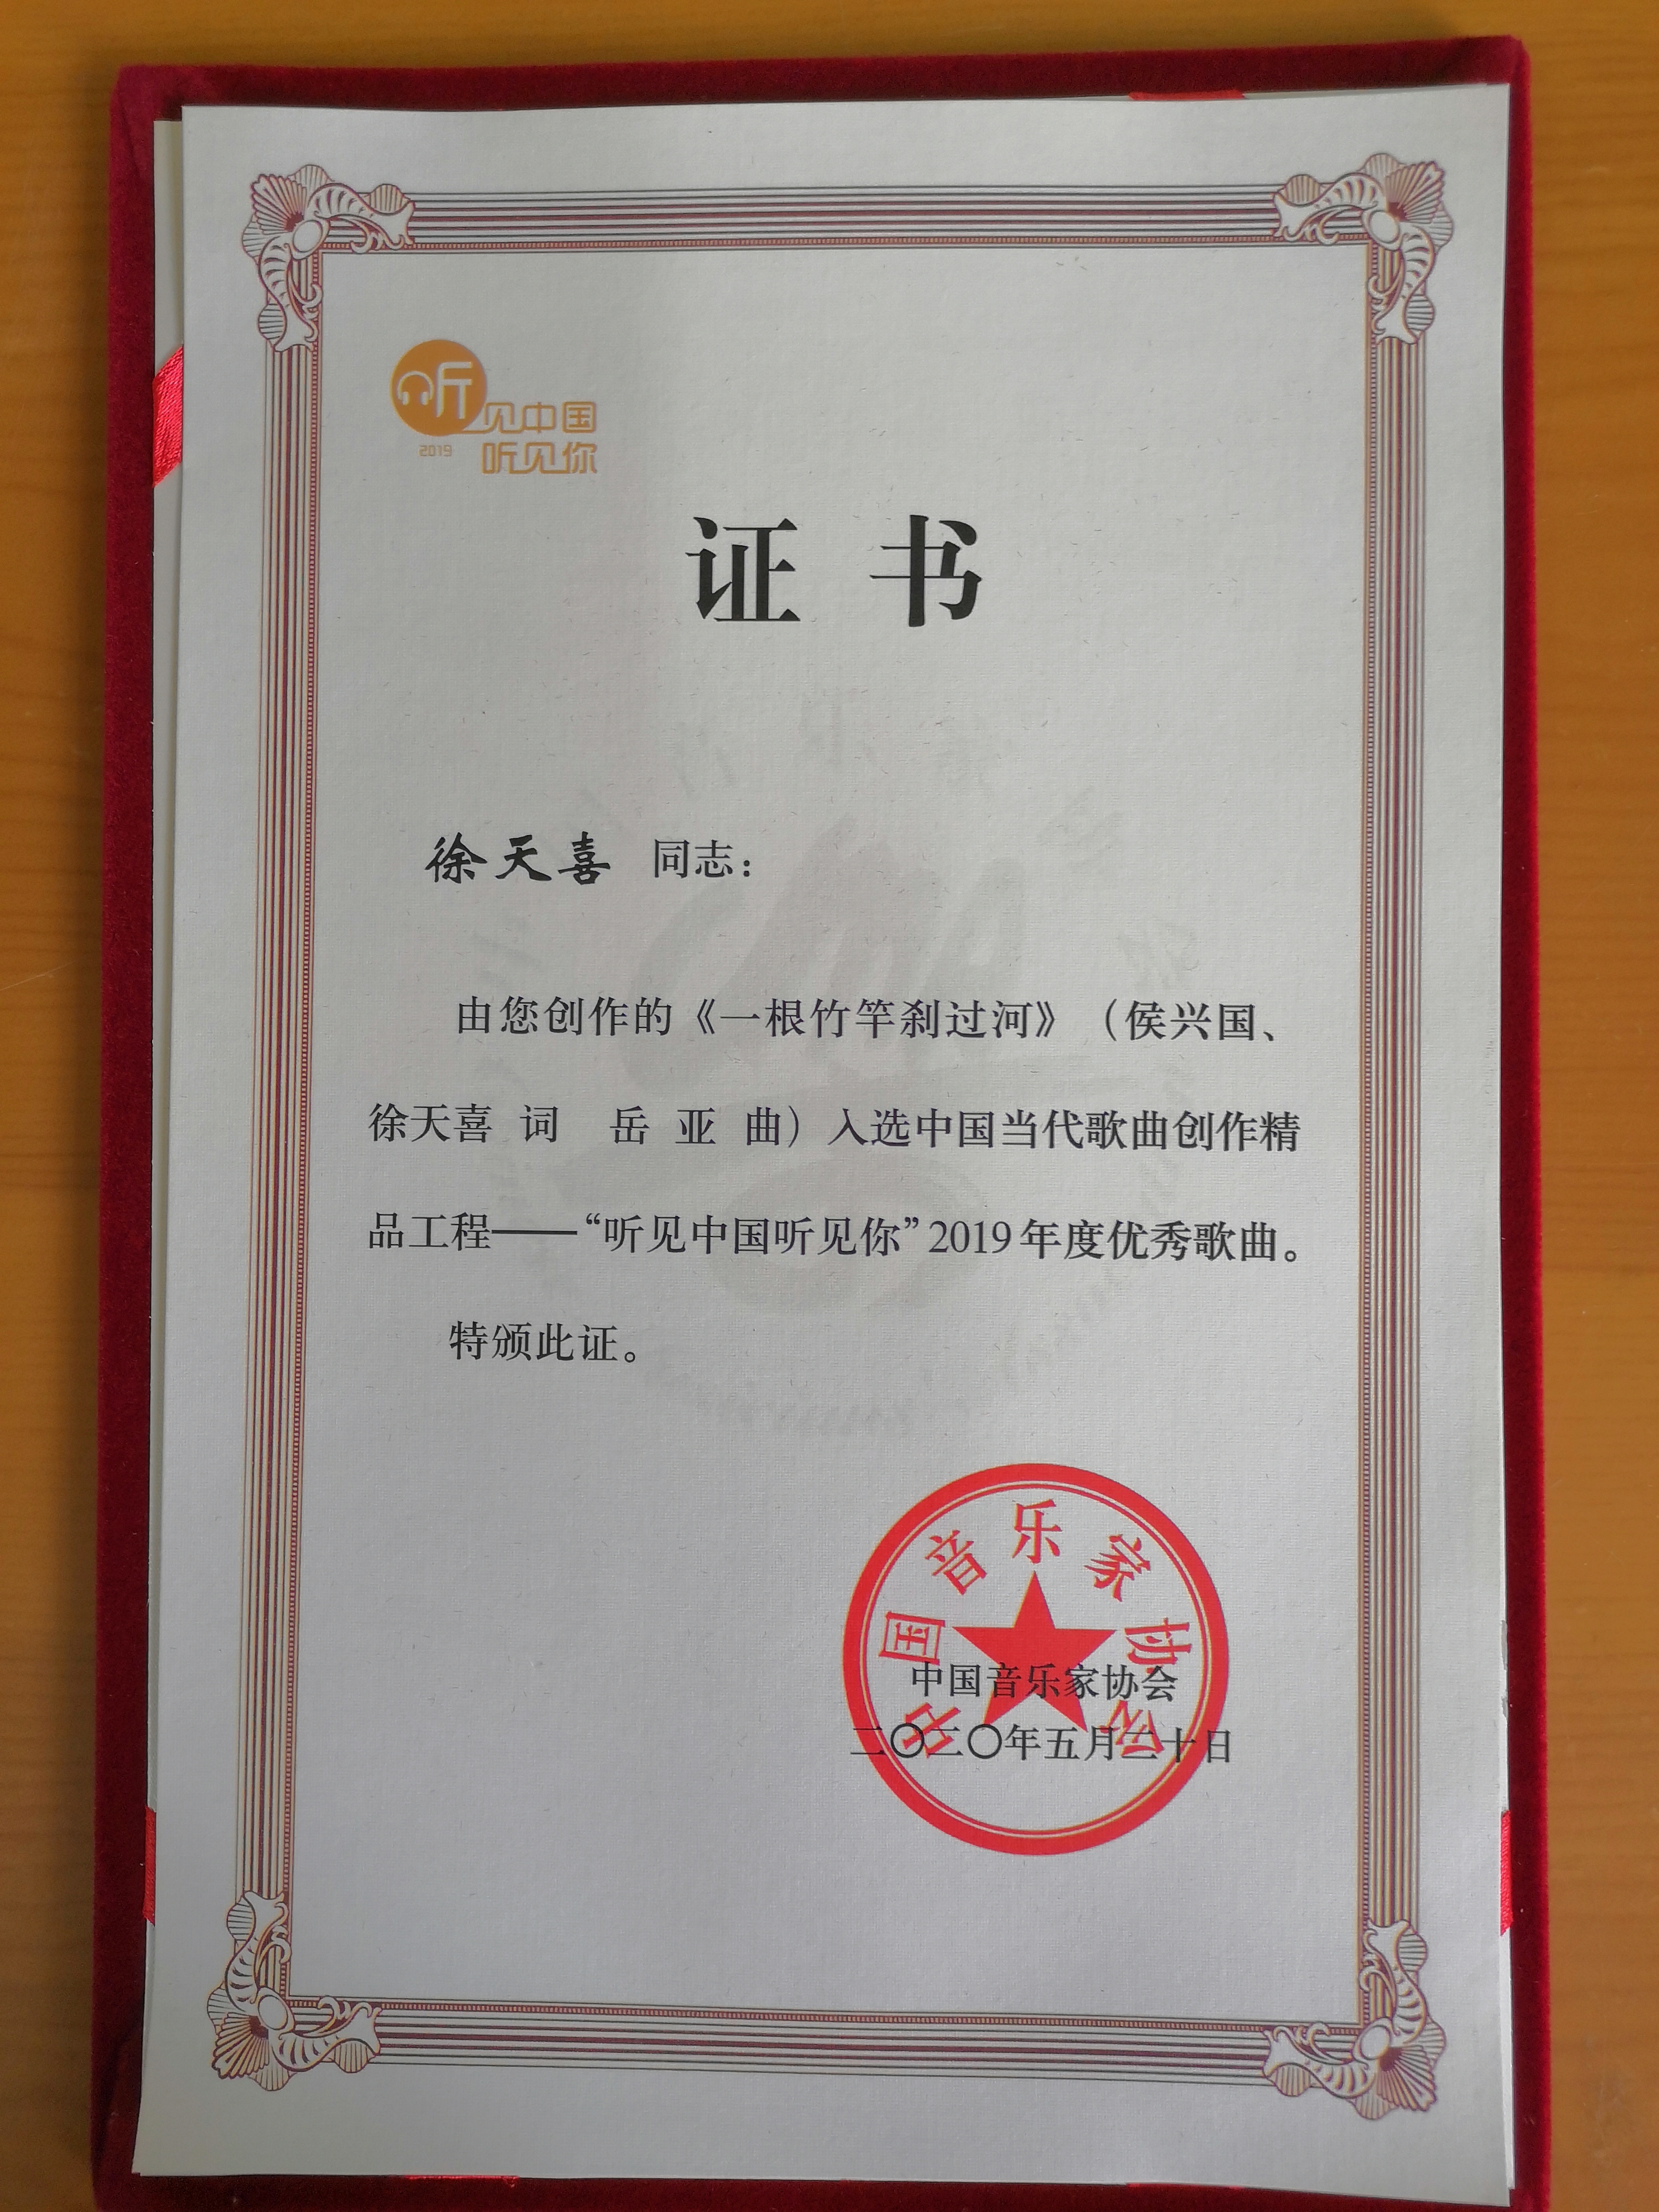 听见中国
2019
听见你
证书
徐天喜 同志：
由您创作的《一根竹竿刹过河》（侯兴国、
徐天喜 词 岳亚 曲）入选中国当代歌曲创作精
品工程——“听见中国听见你”2019年度优秀歌曲。
特颁此证。
中国音乐家协会
中国音乐家协会
二〇二〇年五月二十日